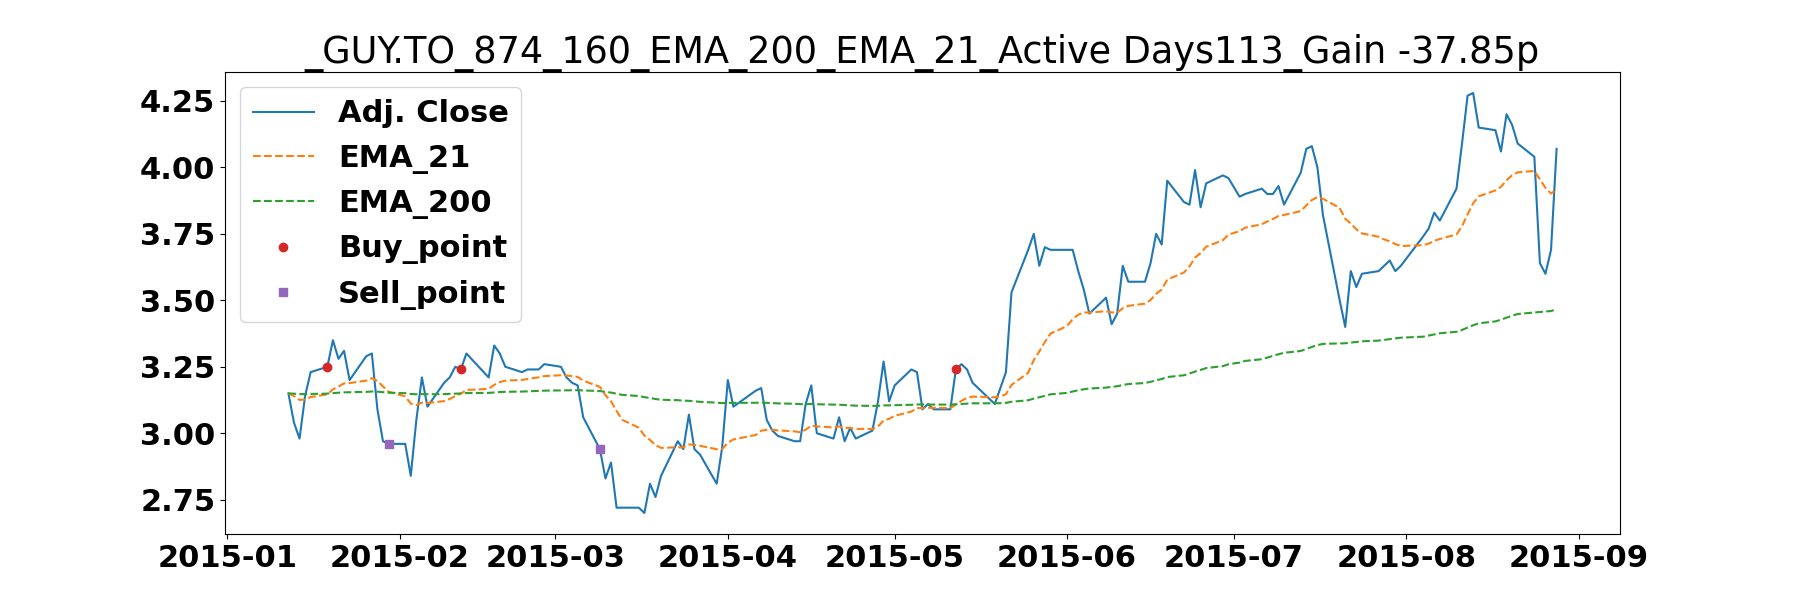 _GUY.TO_874_160_EMA_200_EMA_21_Active Days113_Gain -37.85p
Adj. Close
EMA_21
EMA_200
Buy_point
Sell_point
4.25
4.00
3.75
3.50
3.25
3.00
2.75
2015-01 2015-02 2015-03 2015-04 2015-05 2015-06 2015-07 2015-08 2015-09